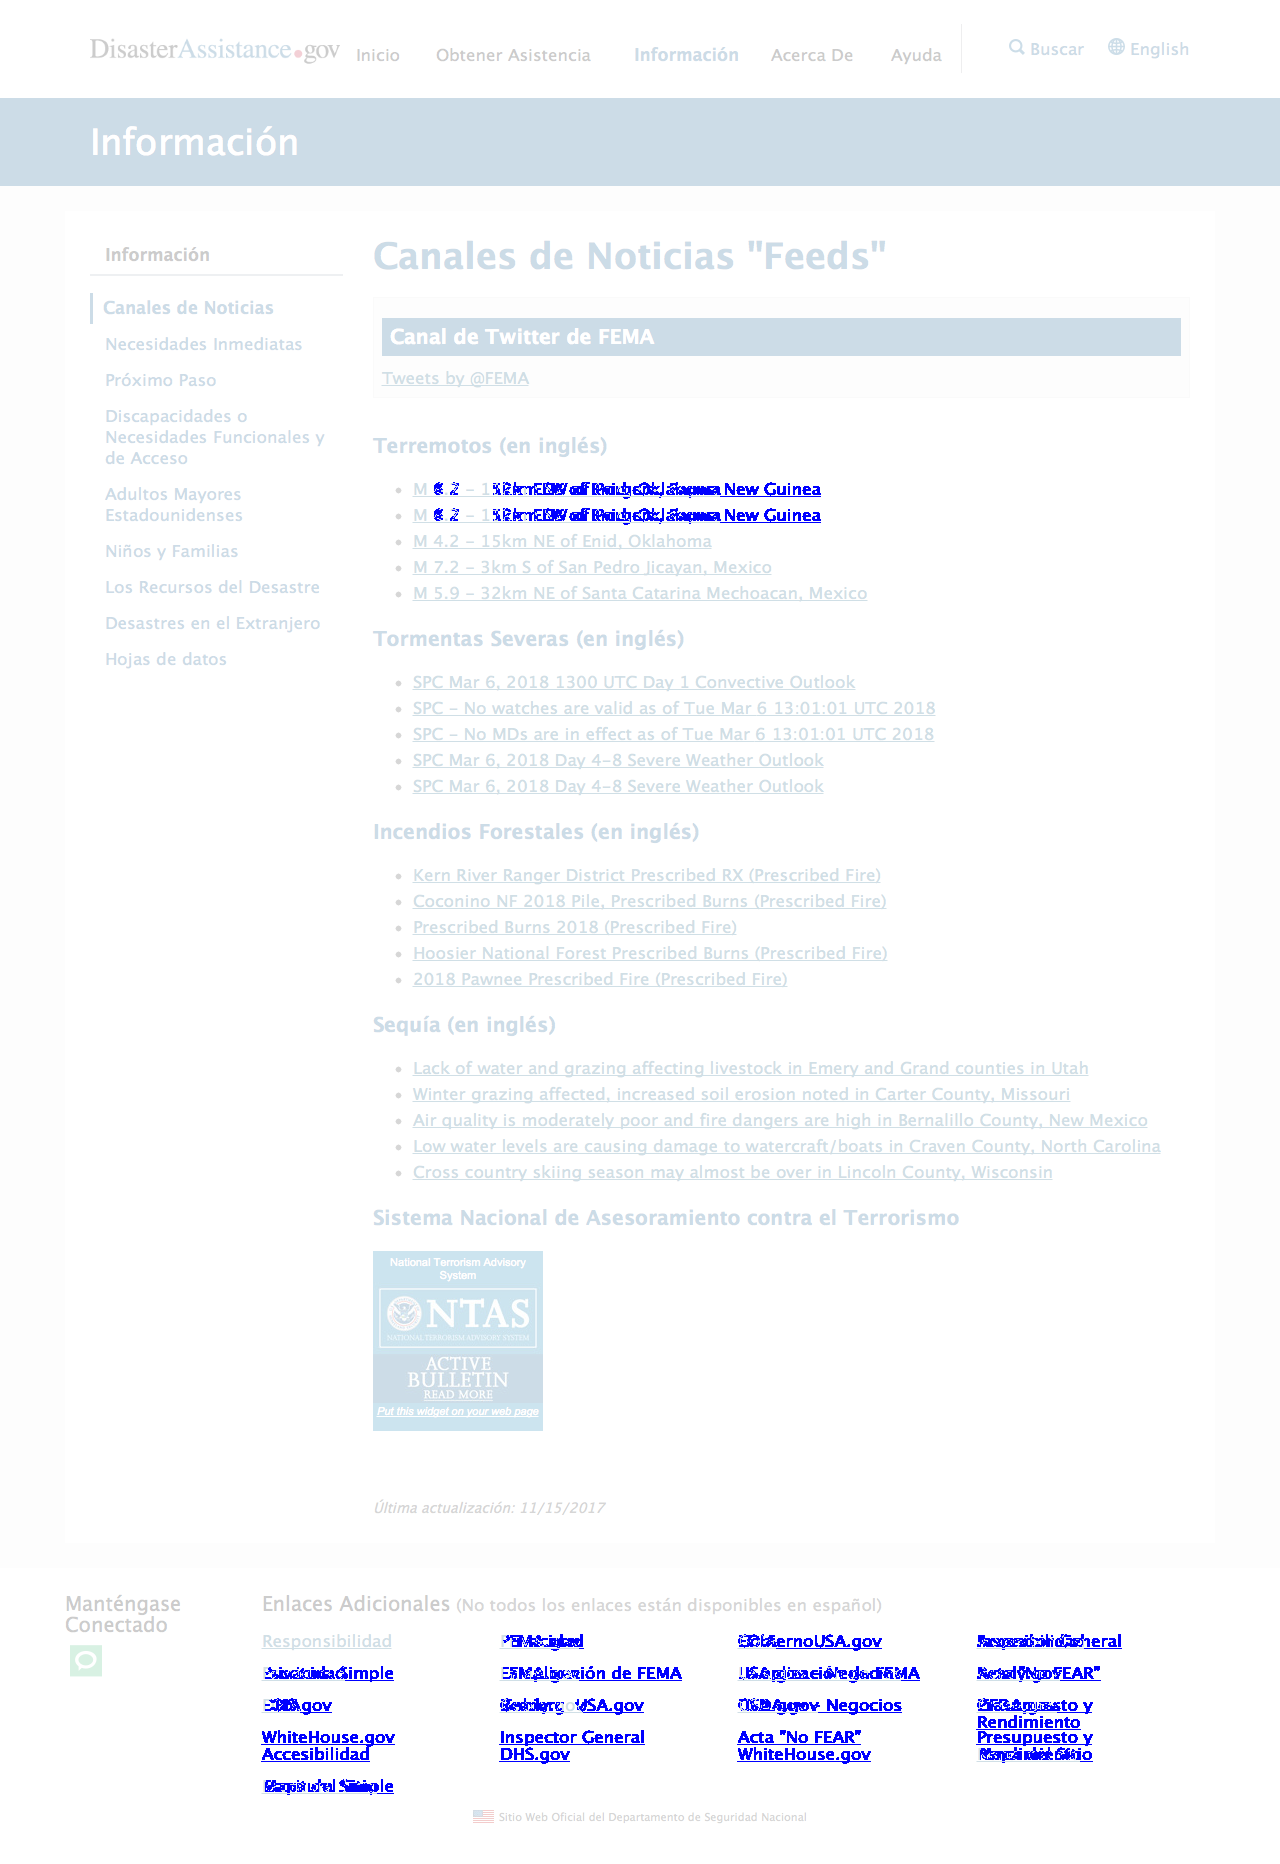 DisasterAssistance.gov Inicio Obtener Asistencia Información Acerca De Ayuda Buscar English
Información
Información
Canales de Noticias
Necesidades Inmediatas
Próximo Paso
Discapacidades o
Necesidades Funcionales y
de Acceso
Adultos Mayores
Estadounidenses
Niños y Familias
Los Recursos del Desastre
Desastres en el Extranjero
Hojas de datos
Canales de Noticias "Feeds"
Canal de Twitter de FEMA
Tweets by @FEMA
Terremotos (en inglés)
New Guinea
New Guinea
M 4.2 - 15km NE of Enid, Oklahoma
M 7.2 - 3km S of San Pedro Jicayan, Mexico
M 5.9 - 32km NE of Santa Catarina Mechoacan, Mexico
Tormentas Severas (en inglés)
SPC Mar 6, 2018 1300 UTC Day 1 Convective Outlook
SPC - No watches are valid as of Tue Mar 6 13:01:01 UTC 2018
SPC - No MDs are in effect as of Tue Mar 6 13:01:01 UTC 2018
SPC Mar 6, 2018 Day 4-8 Severe Weather Outlook
SPC Mar 6, 2018 Day 4-8 Severe Weather Outlook
Incendios Forestales (en inglés)
Kern River Ranger District Prescribed RX (Prescribed Fire)
Coconino NF 2018 Pile, Prescribed Burns (Prescribed Fire)
Prescribed Burns 2018 (Prescribed Fire)
Hoosier National Forest Prescribed Burns (Prescribed Fire)
2018 Pawnee Prescribed Fire (Prescribed Fire)
Sequía (en inglés)
Lack of water and grazing affecting livestock in Emery and Grand counties in Utah
Winter grazing affected, increased soil erosion noted in Carter County, Missouri
Air quality is moderately poor and fire dangers are high in Bernalillo County, New Mexico
Low water levels are causing damage to watercraft/boats in Craven County, North Carolina
Cross country skiing season may almost be over in Lincoln County, Wisconsin
Sistema Nacional de Asesoramiento contra el Terrorismo
National Terrorism Advisory
System
NTAS
NATIONAL TERRORISM ADVISORY SYSTEM
ACTIVE
BULLETIN
READ MORE
Put this widget on your web page
Última actualización: 11/15/2017
Manténgase
Conectado
Enlaces Adicionales (No todos los enlaces están disponibles en español)
Responsibilidad GobiernoUSA.gov General
Simple de FEMA FEMA "No FEAR"
USA.gov - Negocios Presupuesto y
Rendimiento
WhiteHouse.gov Inspector General Acta "No FEAR" Presupuesto y
Accesibilidad DHS.gov WhiteHouse.gov
Simple
Sitio Web Oficial del Departamento de Seguridad Nacional